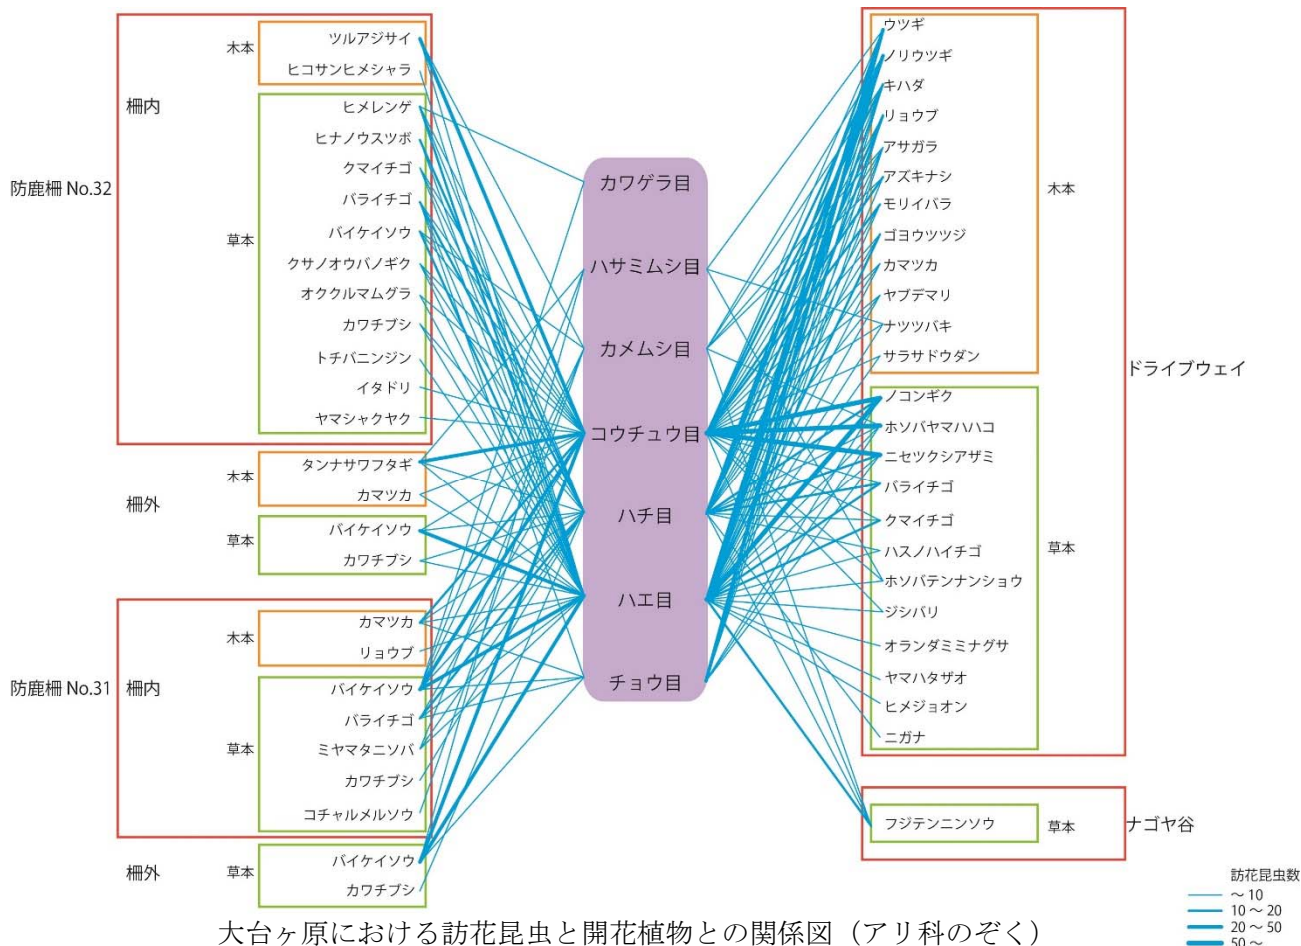 防鹿柵 No.32
柵内
木本
ツルアジサイ
ヒコサンヒメシャラ
草本
ヒメレンゲ
ヒナノウスツボ
クマイチゴ
バライチゴ
バイケイソウ
クサノオウバノギク
オククルマムグラ
カワチブシ
トチバニンジン
イタドリ
ヤマシャクヤク
柵外
木本
タンナサワフタギ
カマツカ
草本
バイケイソウ
カワチブシ
防鹿柵 No.31
柵内
木本
カマツカ
リョウブ
草本
バイケイソウ
バライチゴ
ミヤマタニソバ
カワチブシ
コチャルメルソウ
柵外
草本
バイケイソウ
カワチブシ
カワゲラ目
ハサミムシ目
カメムシ目
コウチュウ目
ハチ目
ハエ目
チョウ目
ウツギ
ノリウツギ
キハダ
リョウブ
アサガラ
アズキナシ
モリイバラ
ゴヨウツツジ
カマツカ
ヤブデマリ
ナツツバキ
サラサドウダン
木本
ドライブウェイ
ノコンギク
ホソバヤマハハコ
ニセツクシアザミ
バライチゴ
クマイチゴ
ハスノハイチゴ
ホソバテンナンショウ
ジシバリ
オランダミミナグサ
ヤマハタザオ
ヒメジョオン
ニガナ
草本
フジテンニンソウ
草本
ナゴヤ谷
訪花昆虫数
～10
10～20
20～50
50～
大台ヶ原における訪花昆虫と開花植物との関係図（アリ科のぞく）